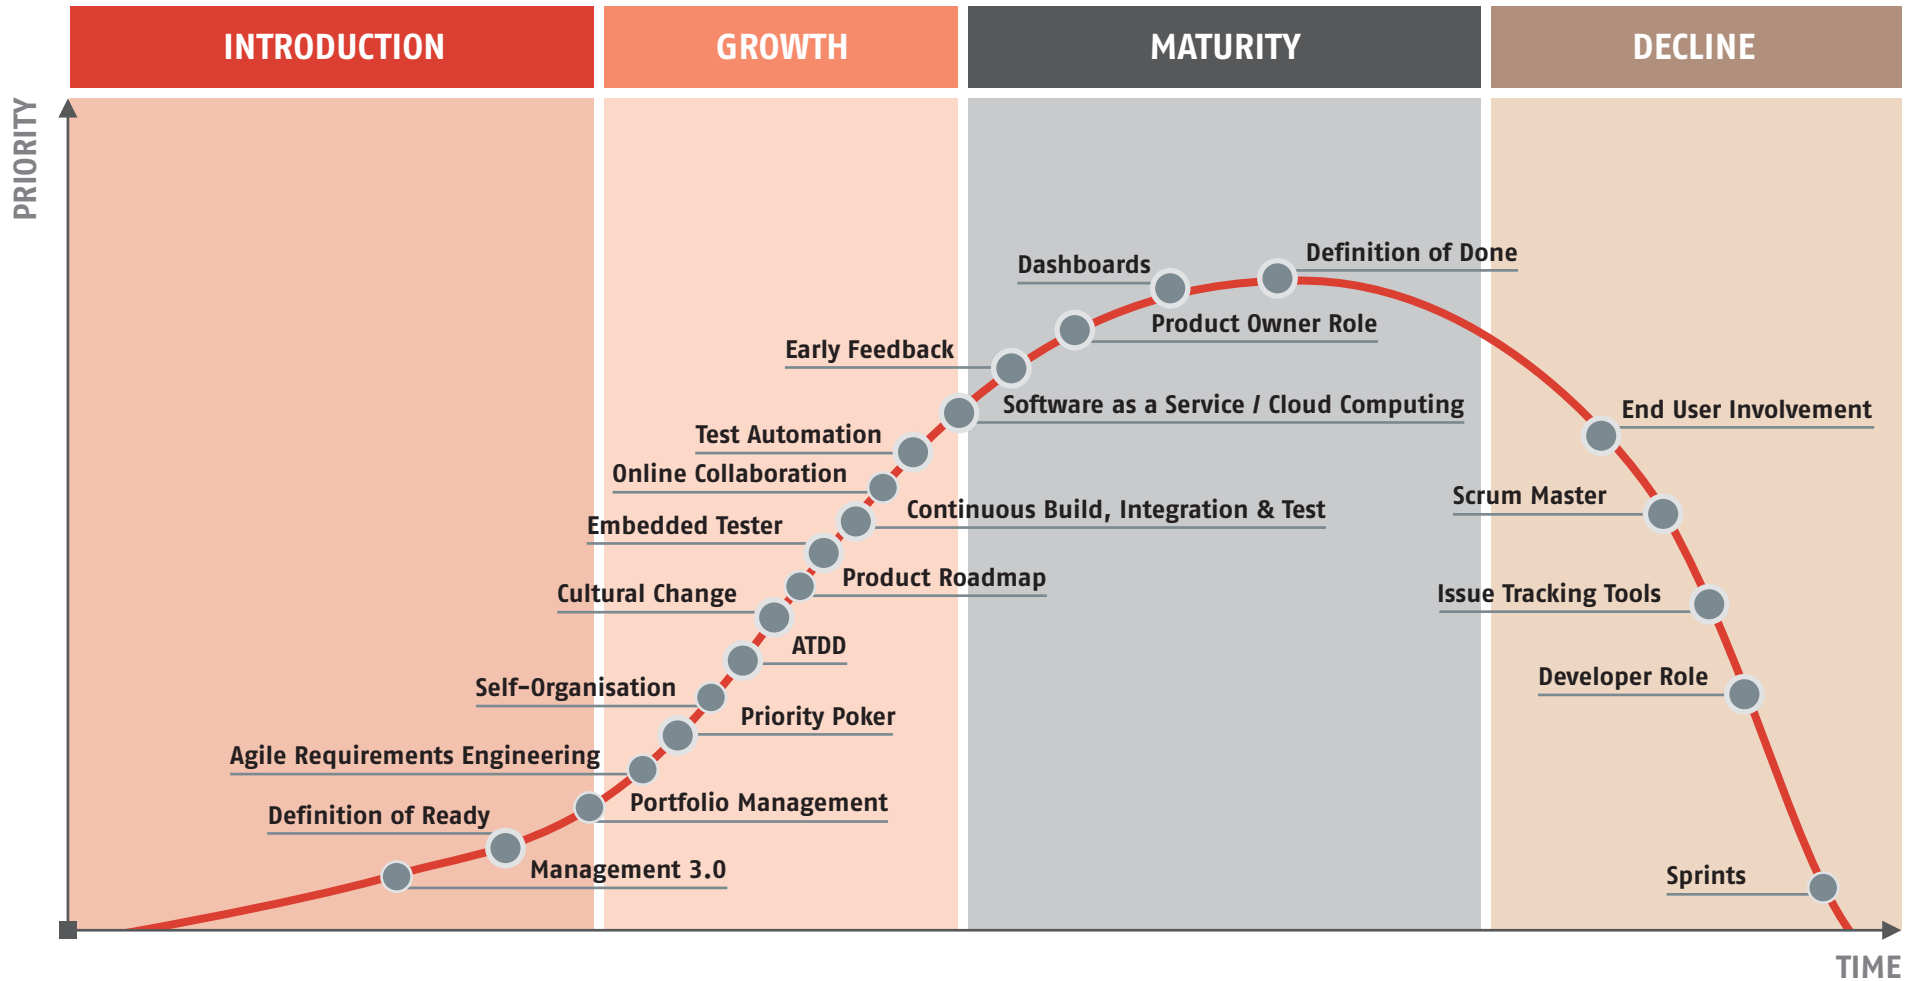 INTRODUCTION
GROWTH
MATURITY
DECLINE
PRIORITY
Definition of Done
Dashboards
Product Owner Role
Early Feedback
Software as a Service / Cloud Computing
End User Involvement
Test Automation
Online Collaboration
Scrum Master
Continuous Build, Integration & Test
Embedded Tester
Product Roadmap
Cultural Change
Issue Tracking Tools
ATDD
Developer Role
Self-Organisation
Priority Poker
Agile Requirements Engineering
Portfolio Management
Definition of Ready
Management 3.0
Sprints
TIME